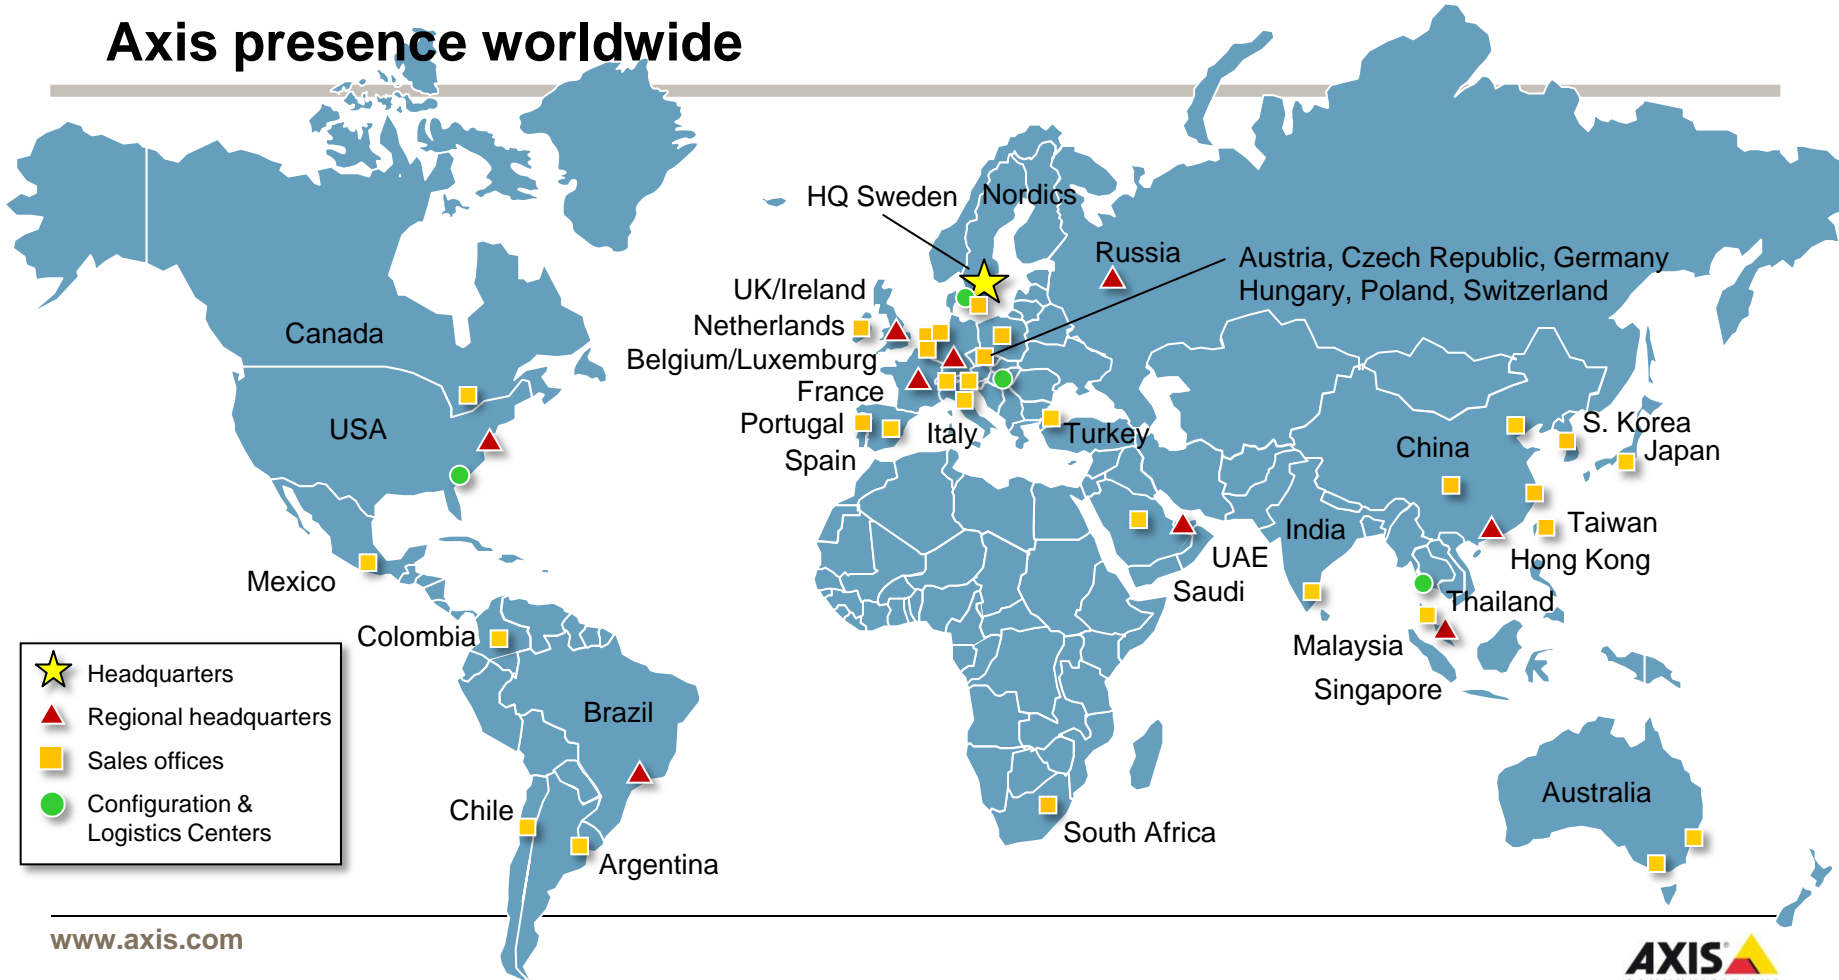 Axis presence worldwide
HQ Sweden
Nordics
Russia
Austria, Czech Republic, Germany
Hungary, Poland, Switzerland
UK/Ireland
Netherlands
Belgium/Luxemburg
France
Portugal
Spain
Italy
Turkey
Canada
USA
Mexico
China
S. Korea
Japan
India
Taiwan
Hong Kong
UAE
Saudi
Thailand
Malaysia
Singapore
Colombia
Brazil
Chile
Argentina
South Africa
Australia
Headquarters
Regional headquarters
Sales offices
Configuration &
Logistics Centers
www.axis.com
AXIS